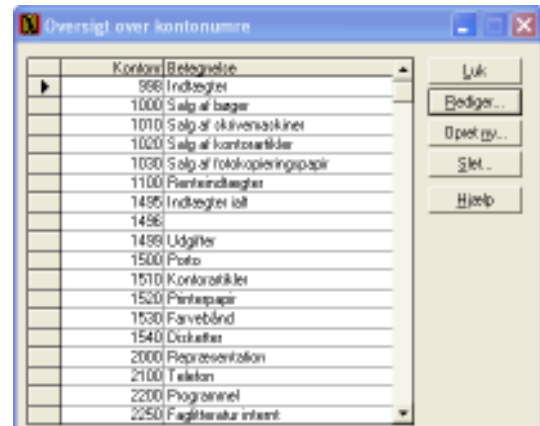 Oversigt over kontonumre
Kontonr Betegnelse
998 Indtægter
1000 Salg af bøger
1010 Salg af skrivemaskiner
1020 Salg af kontorartikler
1030 Salg af fotokopieringspapir
1100 Renteindtægter
1495 Indtægter ialt
1496
1499 Udgifter
1500 Porto
1510 Kontorartikler
1520 Printerpapir
1530 Farvebånd
1540 Disketter
2000 Repræsentation
2100 Telefon
2200 Programmel
2250 Faglitteratur internt
Luk
Rediger...
Opret ny...
Slet...
Hjælp